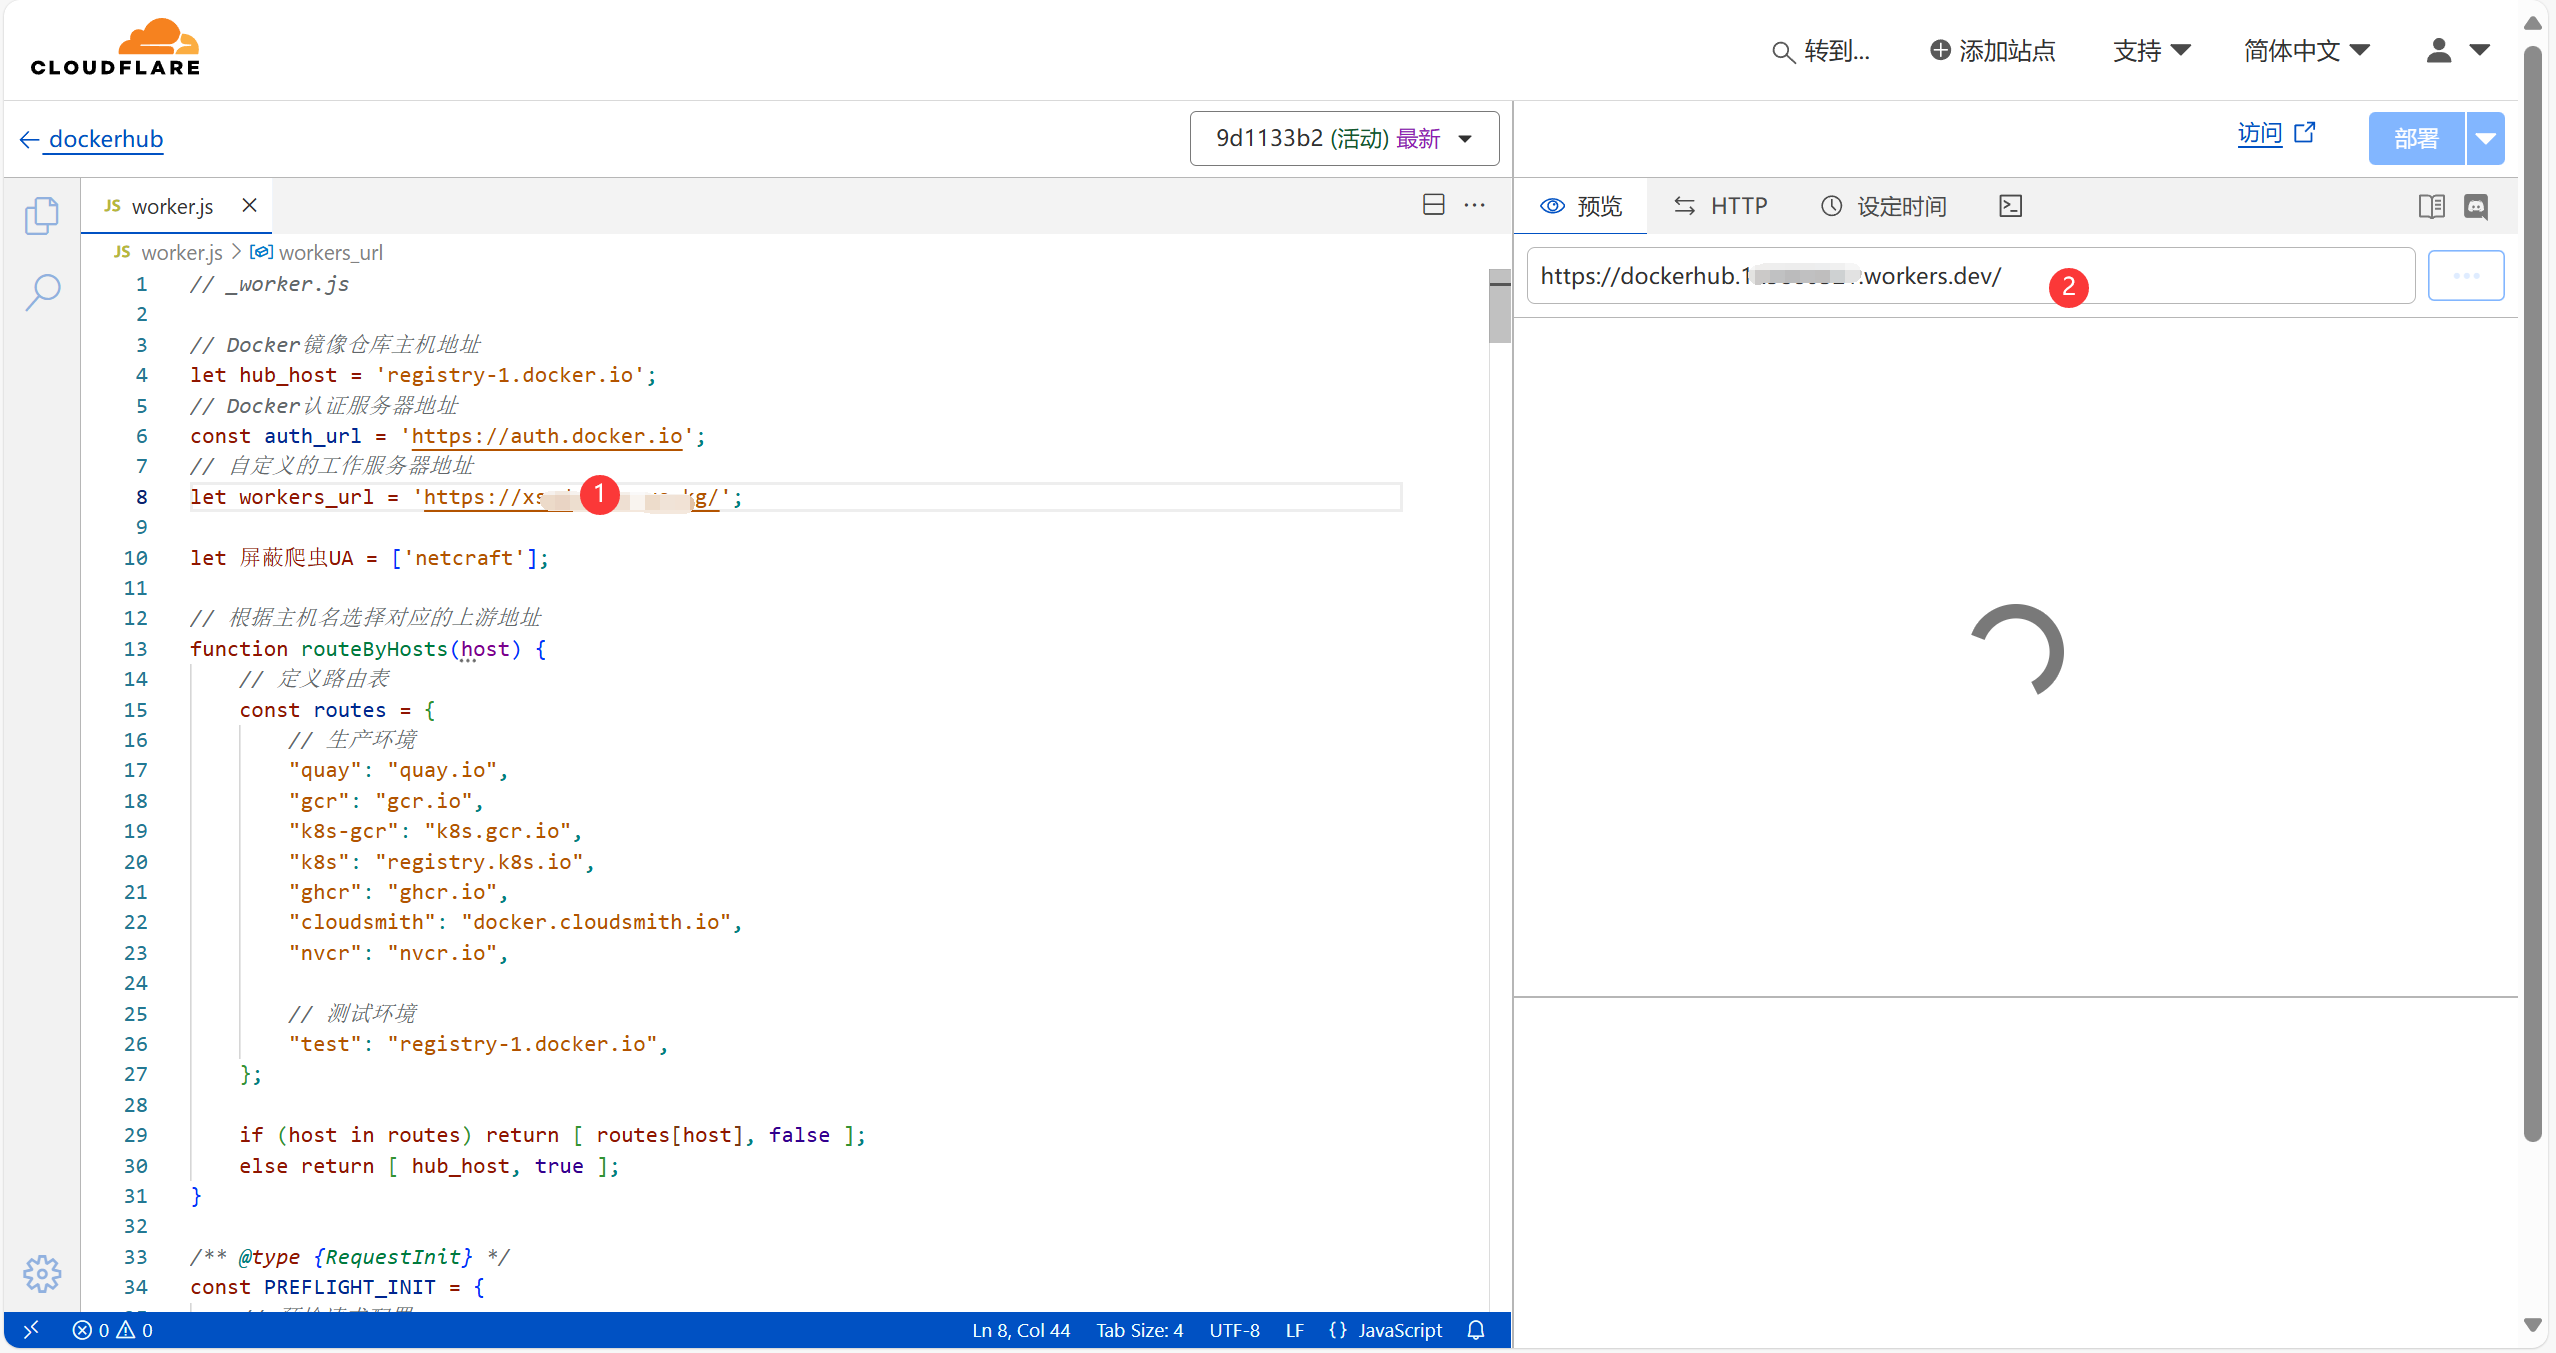 CLOUDFLARE
转到...
添加站点
支持
简体中文
dockerhub
9d1133b2 (活动) 最新
访问
部署
JS worker.js
预览
HTTP
设定时间
JS worker.js > workers_url
https://dockerhub.1 .workers.dev/
2
1 // _worker.js
2
3 // Docker镜像仓库主机地址
4 let hub_host = 'registry-1.docker.io';
5 // Docker认证服务器地址
6 const auth_url = 'https://auth.docker.io';
7 // 自定义的工作服务器地址
8 let workers_url = 'https://xs kg/';
1
9
10 let 屏蔽爬虫UA = ['netcraft'];
11
12 // 根据主机名选择对应的上游地址
13 function routeByHosts(host) {
14 // 定义路由表
15 const routes = {
16 // 生产环境
17 "quay": "quay.io",
18 "gcr": "gcr.io",
19 "k8s-gcr": "k8s.gcr.io",
20 "k8s": "registry.k8s.io",
21 "ghcr": "ghcr.io",
22 "cloudsmith": "docker.cloudsmith.io",
23 "nvcr": "nvcr.io",
24
25 // 测试环境
26 "test": "registry-1.docker.io",
27 };
28
29 if (host in routes) return [ routes[host], false ];
30 else return [ hub_host, true ];
31 }
32
33 /** @type {RequestInit} */
34 const PREFLIGHT_INIT = {
0 0
Ln 8, Col 44
Tab Size: 4
UTF-8
LF
{} JavaScript